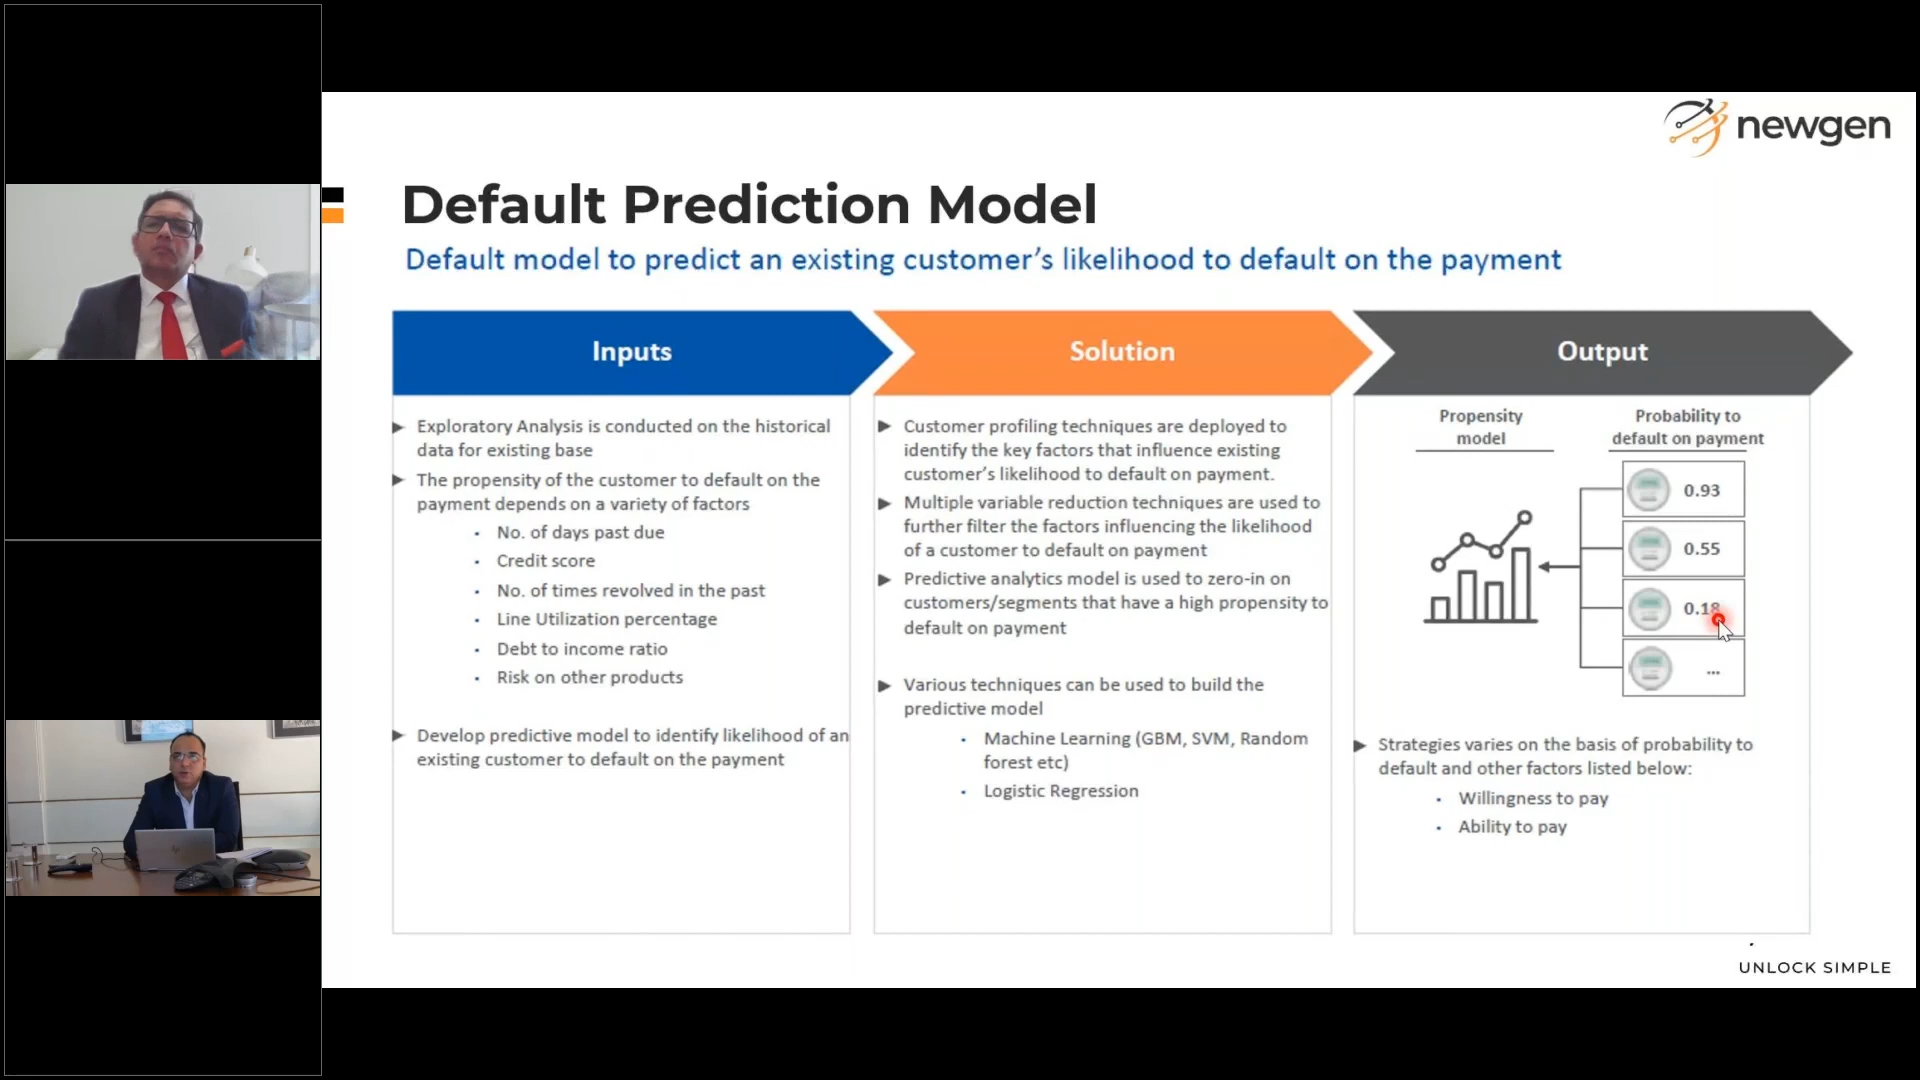 newgen
Default Prediction Model
Default model to predict an existing customer's likelihood to default on the payment
Inputs
Exploratory Analysis is conducted on the historical
data for existing base
The propensity of the customer to default on the
payment depends on a variety of factors
No. of days past due
Credit score
No. of times revolved in the past
Line Utilization percentage
Debt to income ratio
Risk on other products
Develop predictive model to identify likelihood of an
existing customer to default on the payment
Solution
Customer profiling techniques are deployed to
identify the key factors that influence existing
customer's likelihood to default on payment.
Multiple variable reduction techniques are used to
further filter the factors influencing the likelihood
of a customer to default on payment
Predictive analytics model is used to zero-in on
customers/segments that have a high propensity to
default on payment
Various techniques can be used to build the
predictive model
Machine Learning (GBM, SVM, Random
forest etc)
Logistic Regression
Output
Propensity
model
Probability to
default on payment
0.93
0.55
0.18
...
Strategies varies on the basis of probability to
default and other factors listed below:
Willingness to pay
Ability to pay
UNLOCK SIMPLE